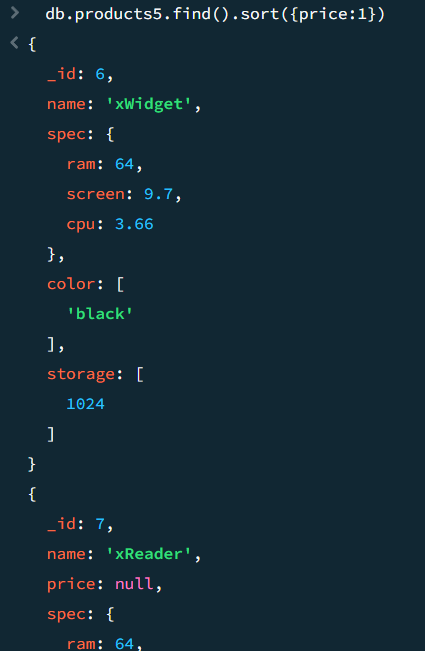 > db.products5.find().sort({price:1})
< {
_id: 6,
name: 'xWidget',
spec: {
ram: 64,
screen: 9.7,
cpu: 3.66
},
color: [
'black'
],
storage: [
1024
]
}
{
_id: 7,
name: 'xReader',
price: null,
spec: {
ram: 64,